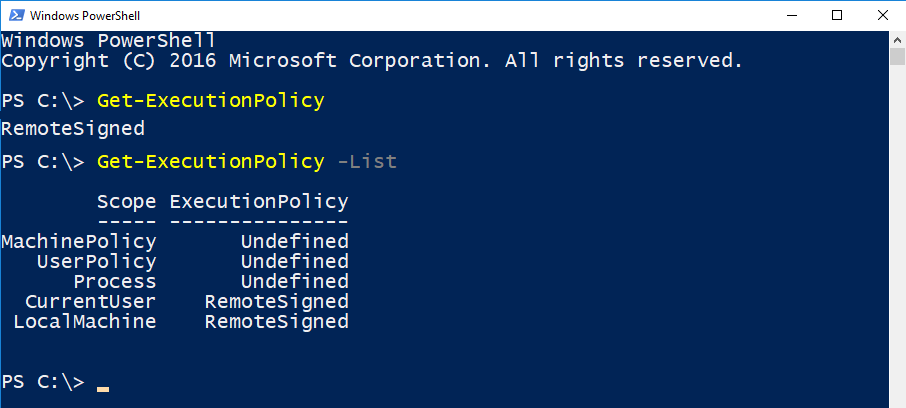 Windows PowerShell
Windows PowerShell
Copyright (C) 2016 Microsoft Corporation. All rights reserved.
PS C:\> Get-ExecutionPolicy
RemoteSigned
PS C:\> Get-ExecutionPolicy -List
Scope ExecutionPolicy
----- ---------------
MachinePolicy Undefined
UserPolicy Undefined
Process Undefined
CurrentUser RemoteSigned
LocalMachine RemoteSigned
PS C:\>